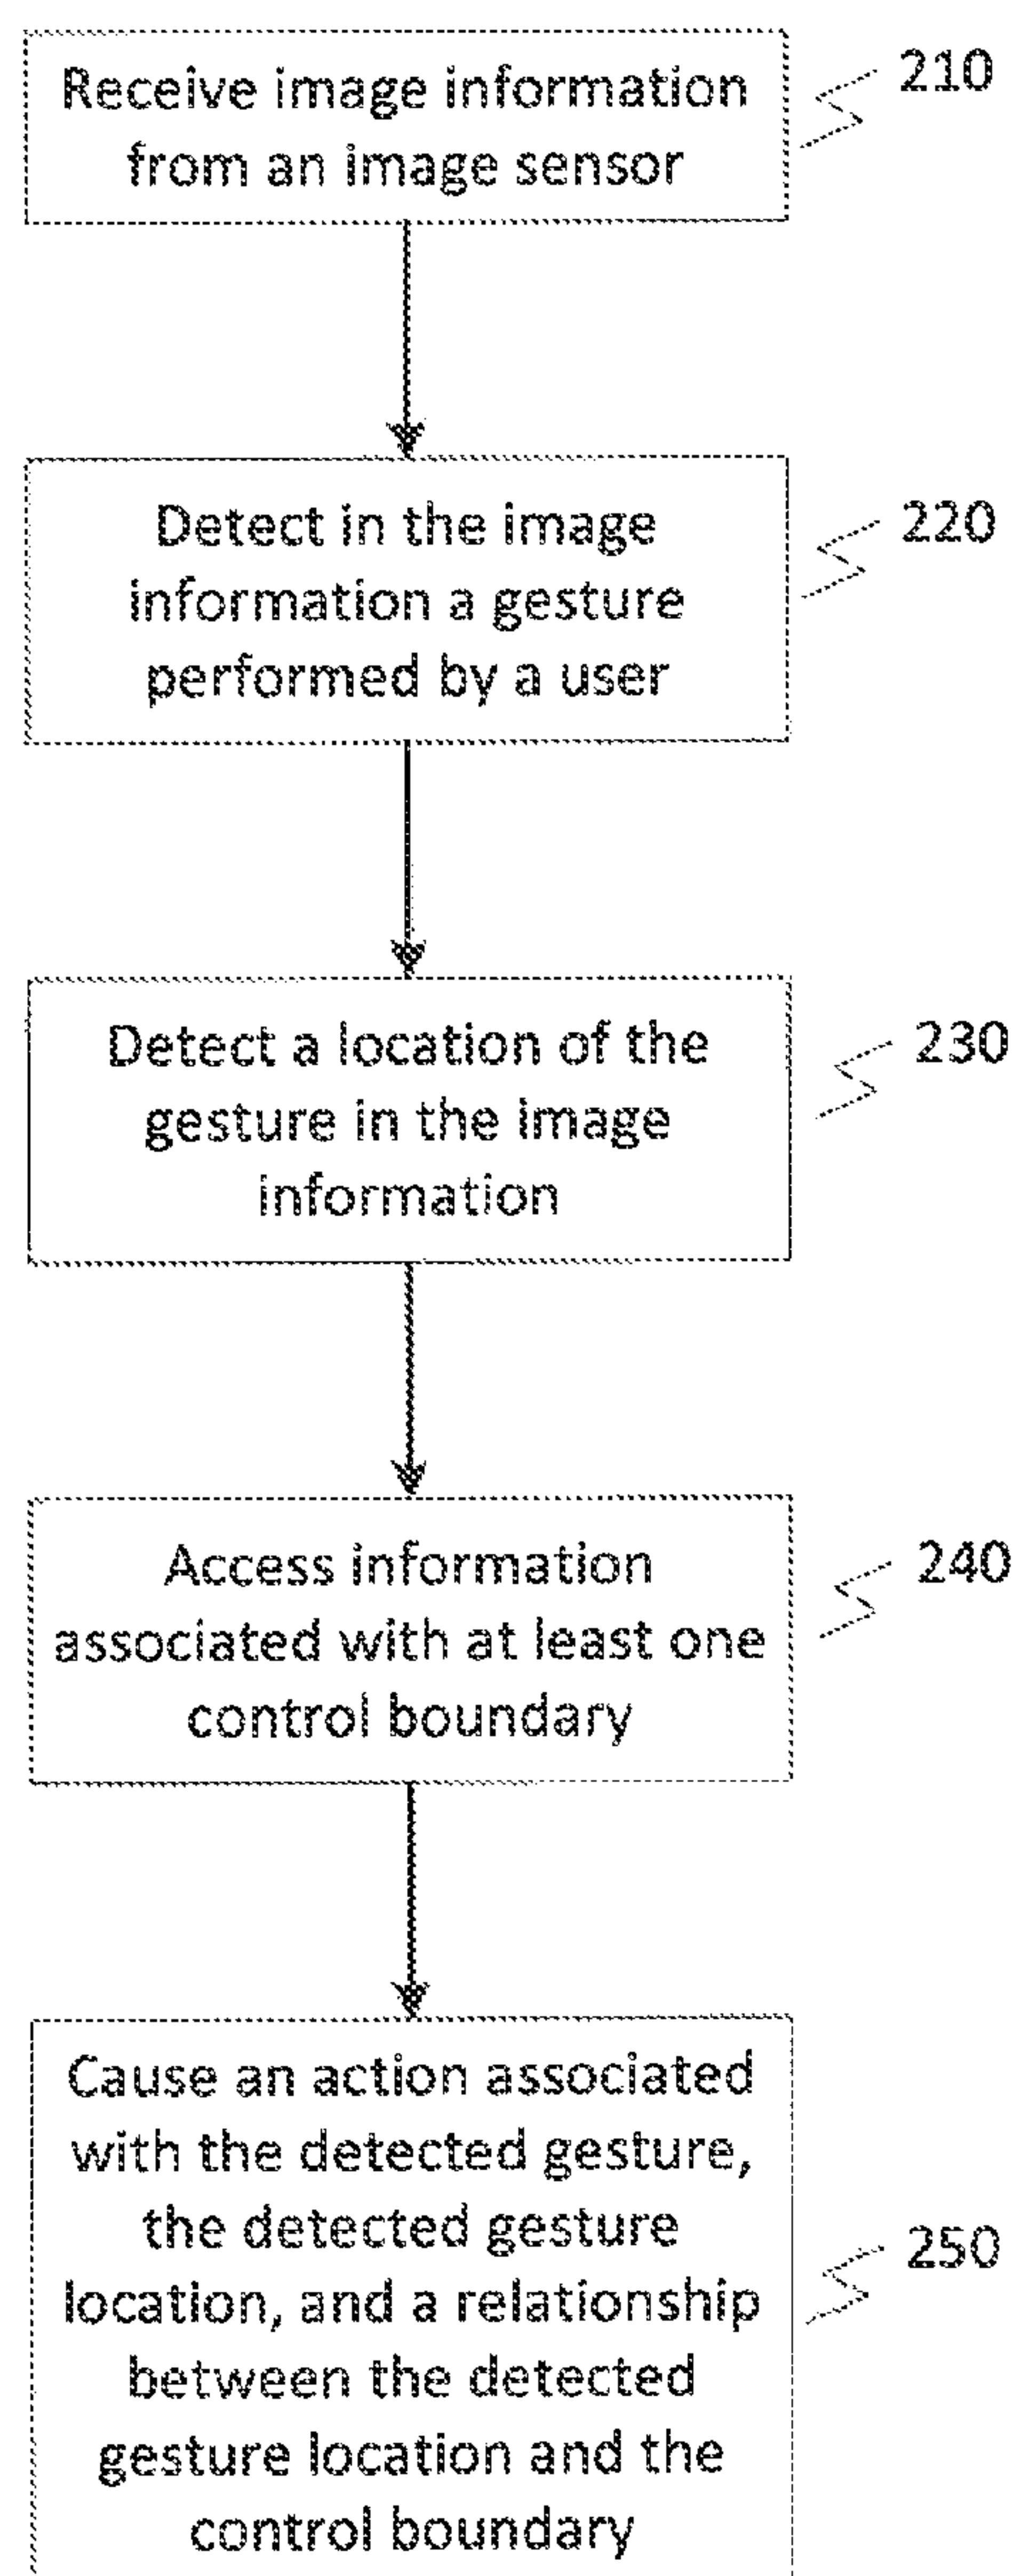 Receive image information
from an image sensor
210
Detect in the image
information a gesture
performed by a user
220
Detect a location of the
gesture in the image
information
230
Access information
associated with at least one
control boundary
240
Cause an action associated
with the detected gesture,
the detected gesture
location, and a relationship
between the detected
gesture location and the
control boundary
250